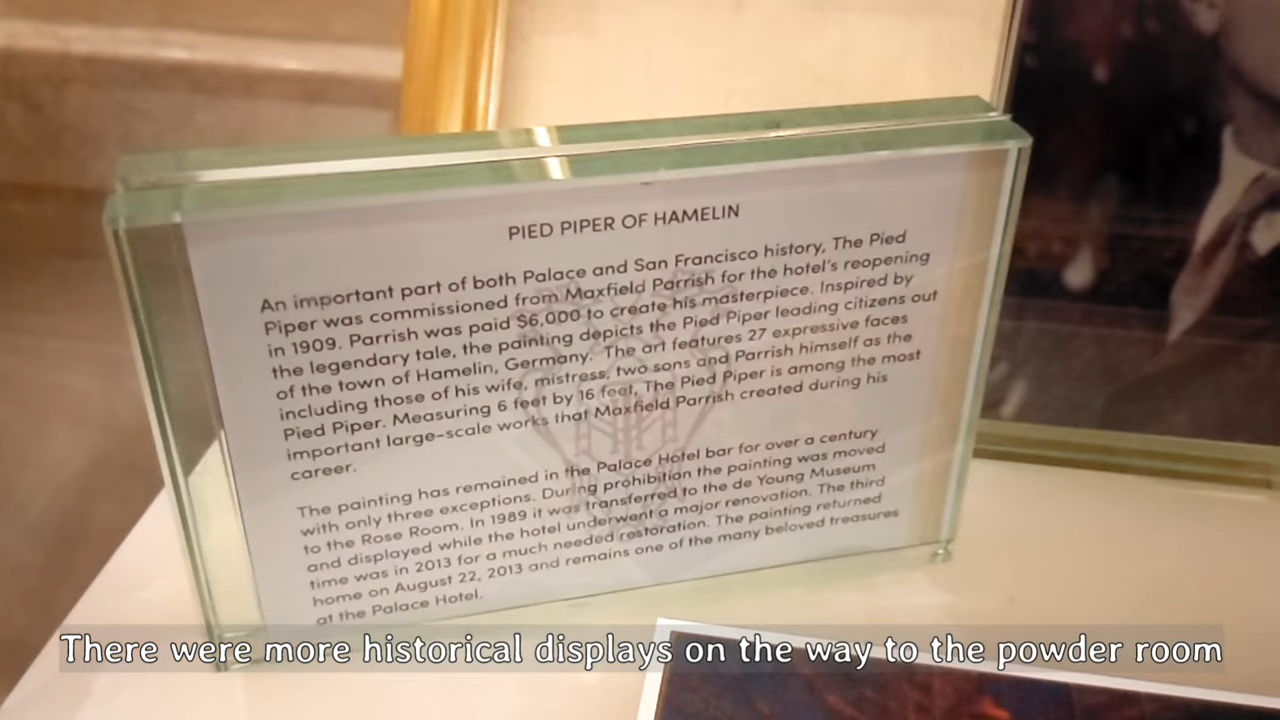 PIED PIPER OF HAMELIN
An important part of both Palace and San Francisco history, The Pied
Piper was commissioned from Maxfield Parrish for the hotel's reopening
in 1909. Parrish was paid $6,000 to create his masterpiece. Inspired by
the legendary tale, the painting depicts the Pied Piper leading citizens out
of the town of Hamelin, Germany. The art features 27 expressive faces
including those of his wife, mistress, two sons and Parrish himself as the
Pied Piper. Measuring 6 feet by 16 feet, The Pied Piper is among the most
important large-scale works that Maxfield Parrish created during his
career.
The painting has remained in the Palace Hotel bar for over a century
with only three exceptions. During prohibition the painting was moved
to the Rose Room. In 1989 it was transferred to the de Young Museum
and displayed while the hotel underwent a major renovation. The third
time was in 2013 for a much needed restoration. The painting returned
home on August 22, 2013 and remains one of the many beloved treasures
at the Palace Hotel.
There were more historical displays on the way to the powder room